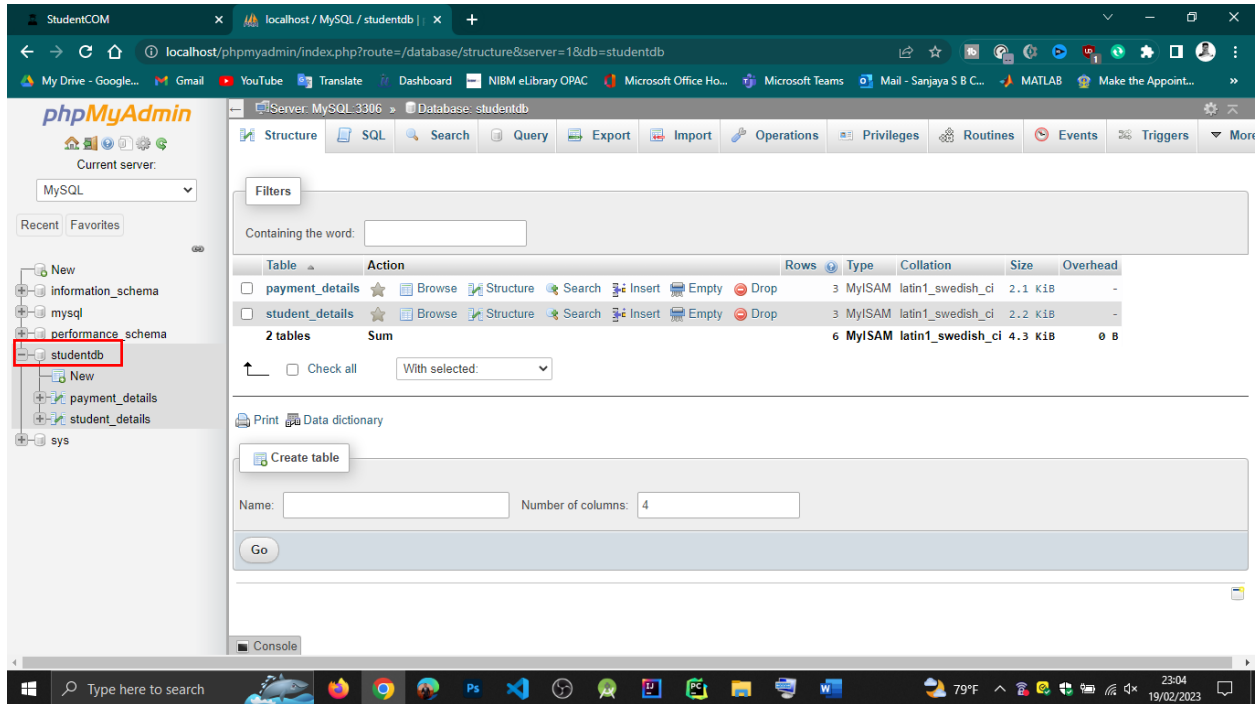 StudentCOM
localhost / MySQL / studentdb |
localhost/phpmyadmin/index.php?route=/database/structure&server=1&db=studentdb
My Drive - Google... Gmail YouTube Translate Dashboard NIBM eLibrary OPAC Microsoft Office Ho... Microsoft Teams Mail - Sanjaya S B C... MATLAB Make the Appoint... »
phpMyAdmin
Current server:
MySQL
Recent Favorites
New
information_schema
mysql
performance_schema
studentdb
New
payment_details
student_details
sys
Server: MySQL:3306 » Database: studentdb
Structure SQL Search Query Export Import Operations Privileges Routines Events Triggers More
Filters
Containing the word:
Table Action Rows Type Collation Size Overhead
payment_details Browse Structure Search Insert Empty Drop 3 MyISAM latin1_swedish_ci 2.1 KiB -
student_details Browse Structure Search Insert Empty Drop 3 MyISAM latin1_swedish_ci 2.2 KiB -
2 tables Sum 6 MyISAM latin1_swedish_ci 4.3 KiB 0 B
Check all With selected:
Print Data dictionary
Create table
Name: Number of columns: 4
Go
Console
Type here to search Ps 79°F 23:04
19/02/2023